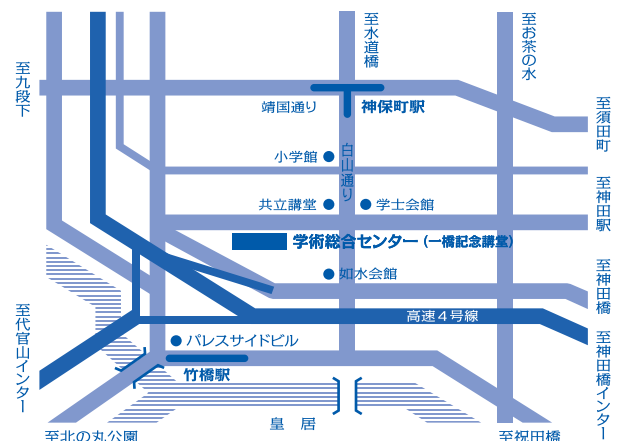 至九段下
至水道橋
至お茶の水
靖国通り
神保町駅
至須田町
小学館
白山通り
共立講堂
学士会館
至神田駅
学術総合センター(一橋記念講堂)
如水会館
至神田橋
高速4号線
至代官山インター
パレスサイドビル
竹橋駅
至神田橋インター
皇居
至北の丸公園
至祝田橋